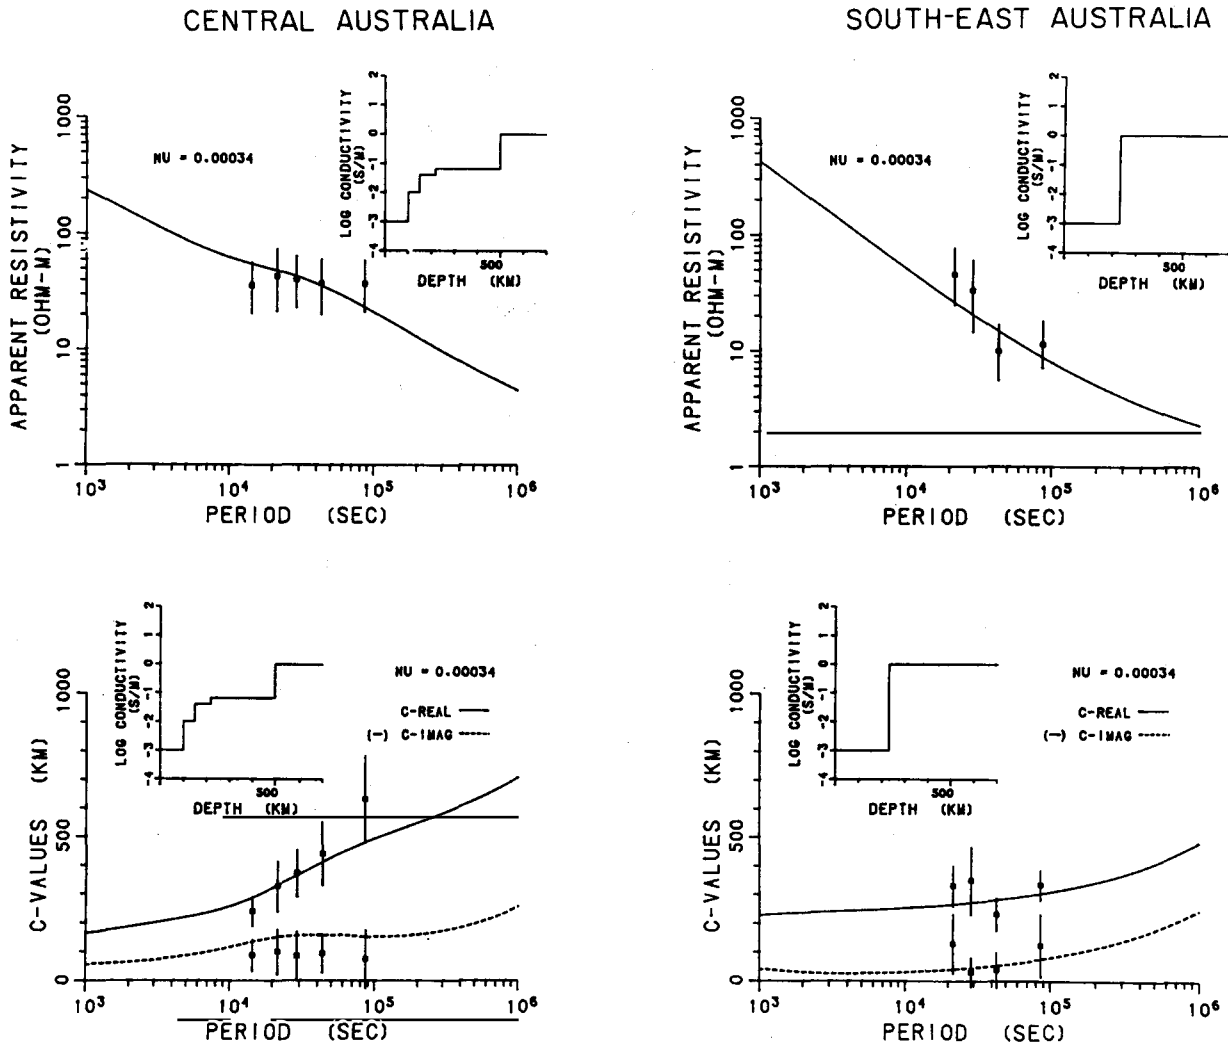 CENTRAL AUSTRALIA
SOUTH-EAST AUSTRALIA
APPARENT RESISTIVITY
(OHM-M)
1000
100
10
1
NU = 0.00034
LOG CONDUCTIVITY
(S/M)
2
1
0
-1
-2
-3
-4
500
DEPTH (KM)
10³ 10⁴ 10⁵ 10⁶
PERIOD (SEC)
APPARENT RESISTIVITY
(OHM-M)
1000
100
10
1
NU = 0.00034
LOG CONDUCTIVITY
(S/M)
2
1
0
-1
-2
-3
-4
500
DEPTH (KM)
10³ 10⁴ 10⁵ 10⁶
PERIOD (SEC)
C-VALUES (KM)
1000
500
0
LOG CONDUCTIVITY
(S/M)
2
1
0
-1
-2
-3
-4
500
DEPTH (KM)
NU = 0.00034
C-REAL
(-) C-IMAG
10³ 10⁴ 10⁵ 10⁶
PERIOD (SEC)
C-VALUES (KM)
1000
500
0
LOG CONDUCTIVITY
(S/M)
2
1
0
-1
-2
-3
-4
500
DEPTH (KM)
NU = 0.00034
C-REAL
(-) C-IMAG
10³ 10⁴ 10⁵ 10⁶
PERIOD (SEC)